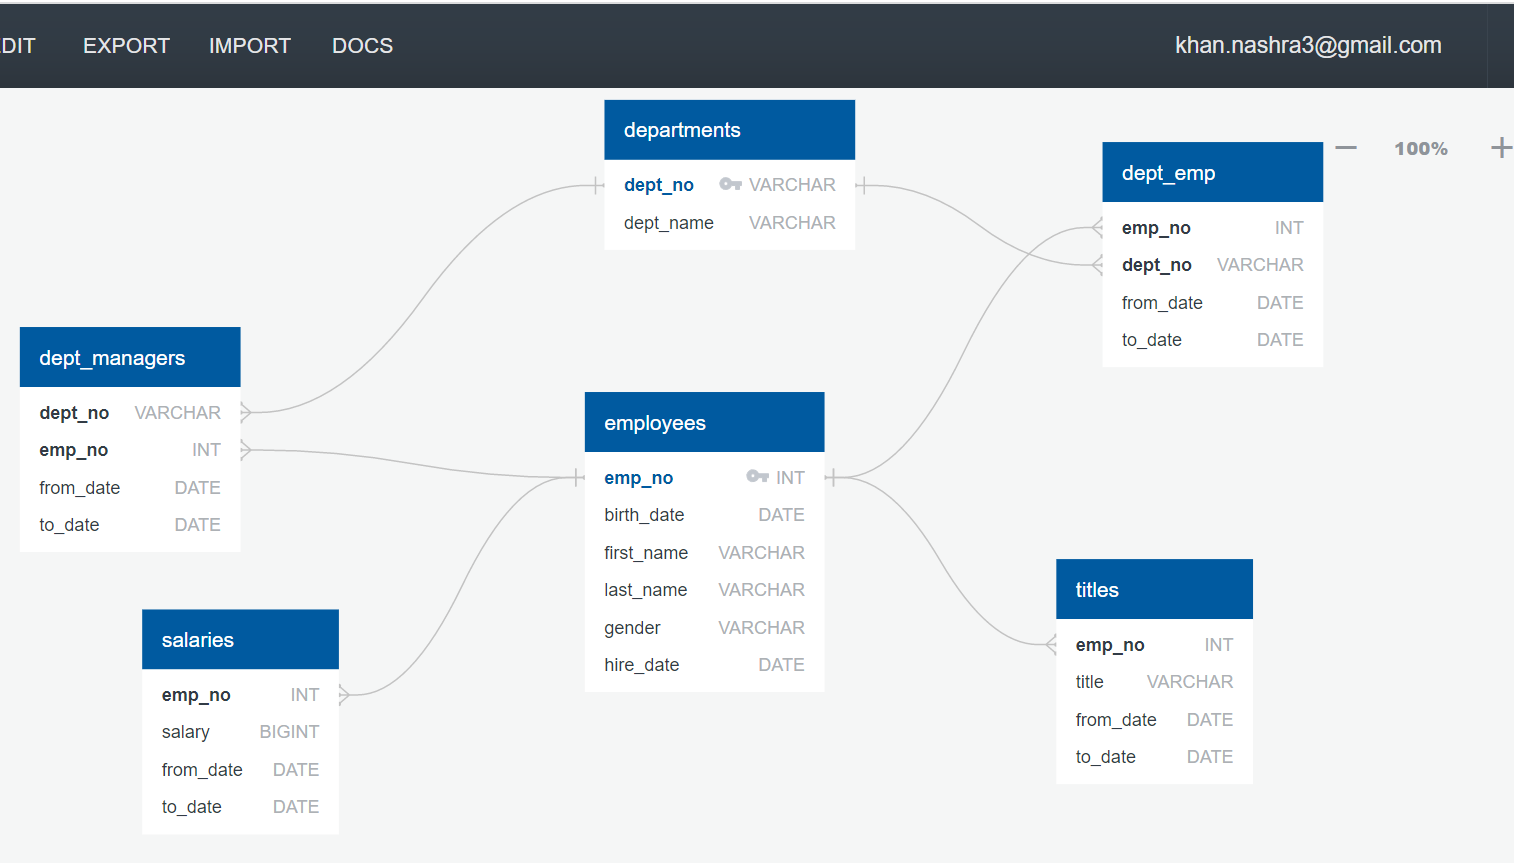 EDIT EXPORT IMPORT DOCS khan.nashra3@gmail.com
100%
departments
dept_no VARCHAR
dept_name VARCHAR
dept_emp
emp_no INT
dept_no VARCHAR
from_date DATE
to_date DATE
dept_managers
dept_no VARCHAR
emp_no INT
from_date DATE
to_date DATE
employees
emp_no INT
birth_date DATE
first_name VARCHAR
last_name VARCHAR
gender VARCHAR
hire_date DATE
salaries
emp_no INT
salary BIGINT
from_date DATE
to_date DATE
titles
emp_no INT
title VARCHAR
from_date DATE
to_date DATE